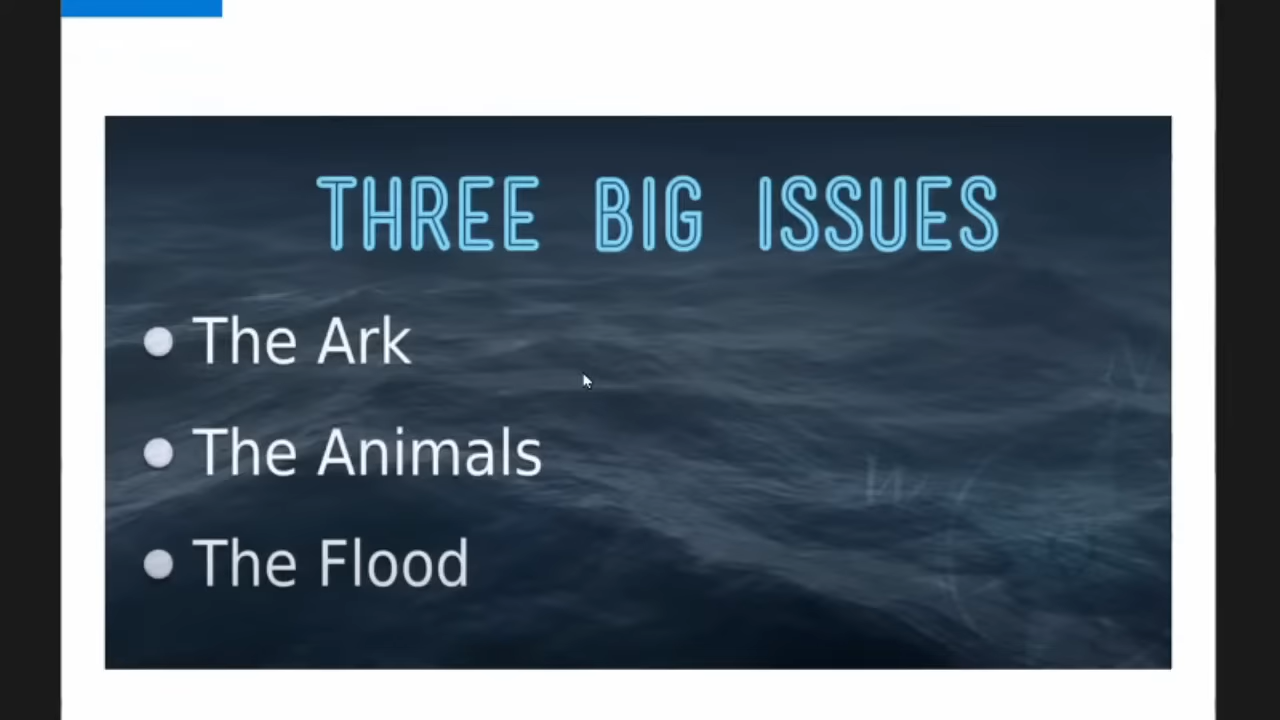 THREE BIG ISSUES
The Ark
The Animals
The Flood